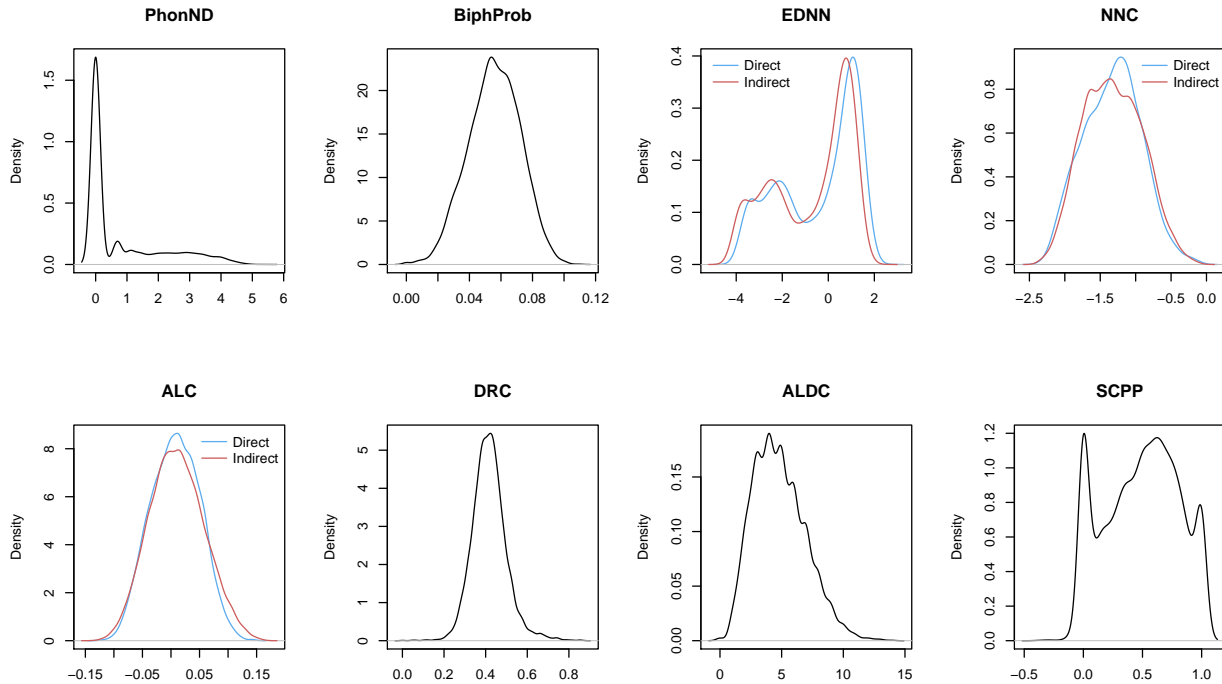 PhonND
Density
0.0 0.5 1.0 1.5
0 1 2 3 4 5 6
BiphProb
Density
0 5 10 20
0.00 0.04 0.08 0.12
EDNN
Density
0.0 0.1 0.2 0.3 0.4
−4 −2 0 2
Direct
Indirect
NNC
Density
0.0 0.2 0.4 0.6 0.8
−2.5 −1.5 −0.5 0.0
Direct
Indirect
ALC
Density
0 2 4 6 8
−0.15 −0.05 0.05 0.15
Direct
Indirect
DRC
Density
0 1 2 3 4 5
0.0 0.2 0.4 0.6 0.8
ALDC
Density
0.00 0.05 0.10 0.15
0 5 10 15
SCPP
Density
0.0 0.2 0.4 0.6 0.8 1.0 1.2
−0.5 0.0 0.5 1.0